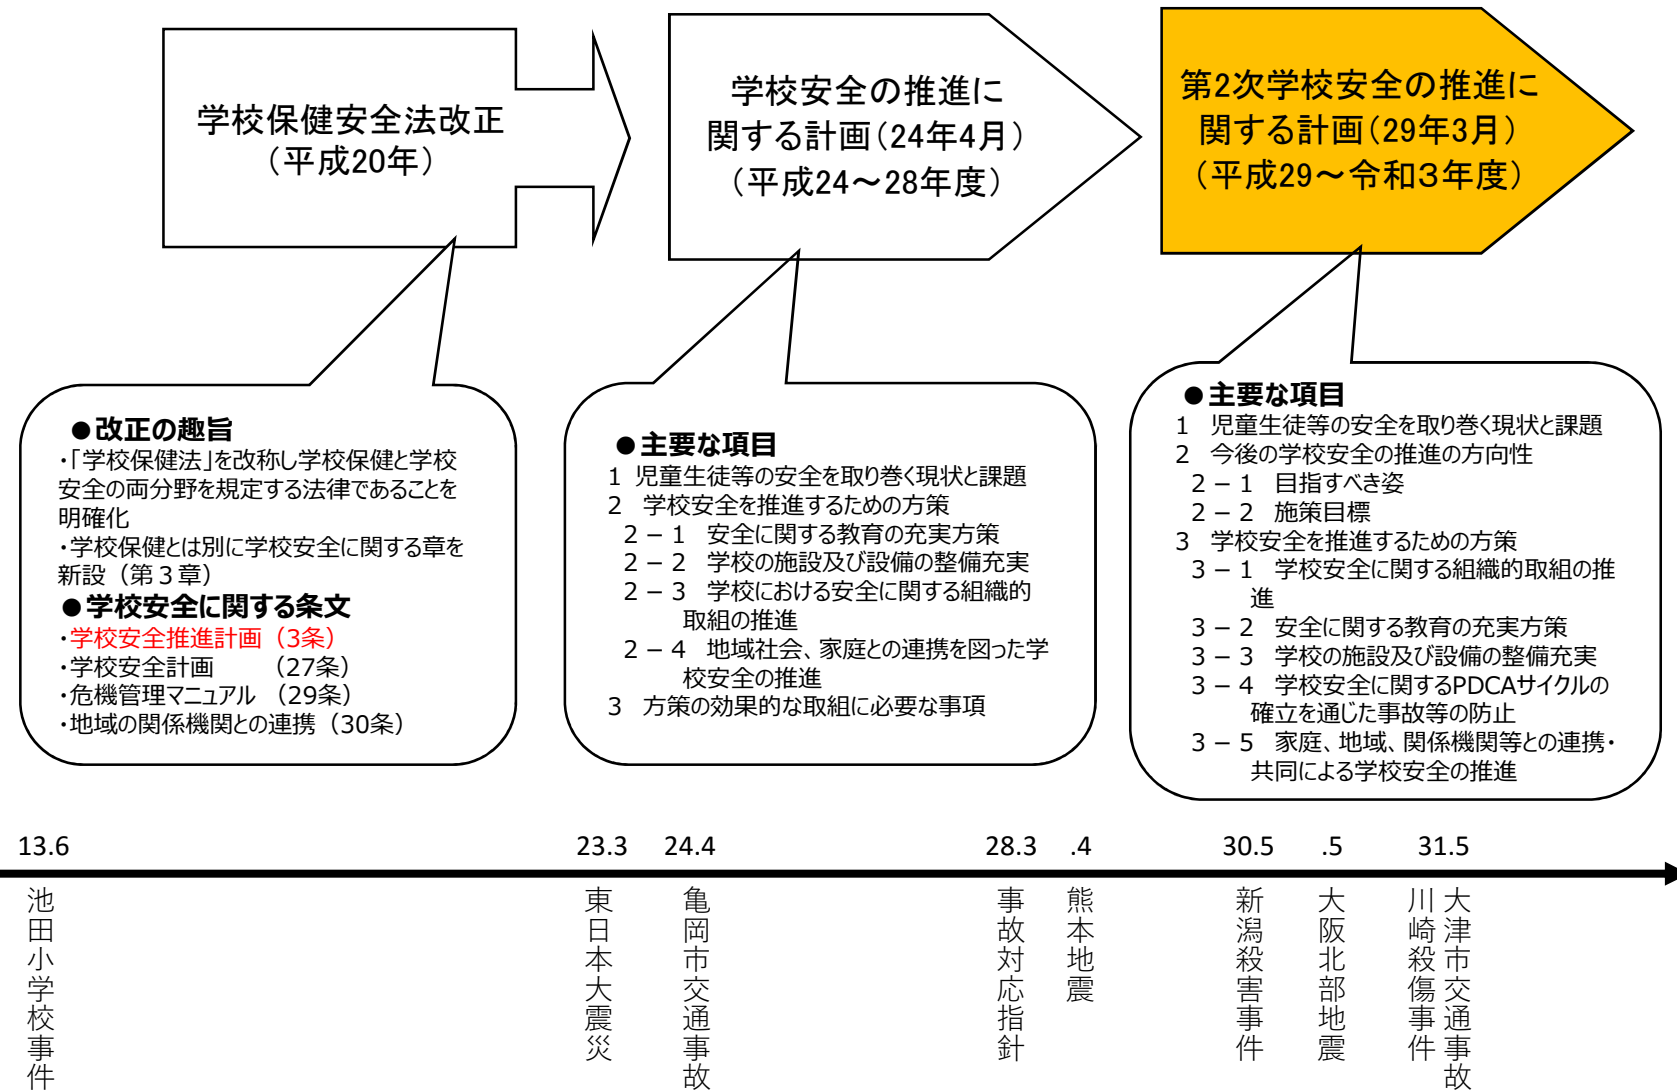 学校保健安全法改正
（平成20年）
学校安全の推進に
関する計画（24年4月）
（平成24～28年度）
第2次学校安全の推進に
関する計画（29年3月）
（平成29～令和３年度）
●改正の趣旨
・「学校保健法」を改称し学校保健と学校
安全の両分野を規定する法律であることを
明確化
・学校保健とは別に学校安全に関する章を
新設（第３章）
●学校安全に関する条文
・学校安全推進計画（3条）
・学校安全計画　　（27条）
・危機管理マニュアル （29条）
・地域の関係機関との連携（30条）
●主要な項目
1 児童生徒等の安全を取り巻く現状と課題
2 学校安全を推進するための方策
２－１ 安全に関する教育の充実方策
２－２ 学校の施設及び設備の整備充実
２－３ 学校における安全に関する組織的
取組の推進
２－４ 地域社会、家庭との連携を図った学
校安全の推進
3 方策の効果的な取組に必要な事項
●主要な項目
1 児童生徒等の安全を取り巻く現状と課題
2 今後の学校安全の推進の方向性
２－１ 目指すべき姿
２－２ 施策目標
3 学校安全を推進するための方策
３－１ 学校安全に関する組織的取組の推
進
３－２ 安全に関する教育の充実方策
３－３ 学校の施設及び設備の整備充実
３－４ 学校安全に関するPDCAサイクルの
確立を通じた事故等の防止
３－５ 家庭、地域、関係機関等との連携・
共同による学校安全の推進
13.6
23.3
24.4
28.3
.4
30.5
.5
31.5
池田小学校事件
東日本大震災
亀岡市交通事故
事故対応指針
熊本地震
新潟殺害事件
大阪北部地震
川崎殺傷事件
大津市交通事故